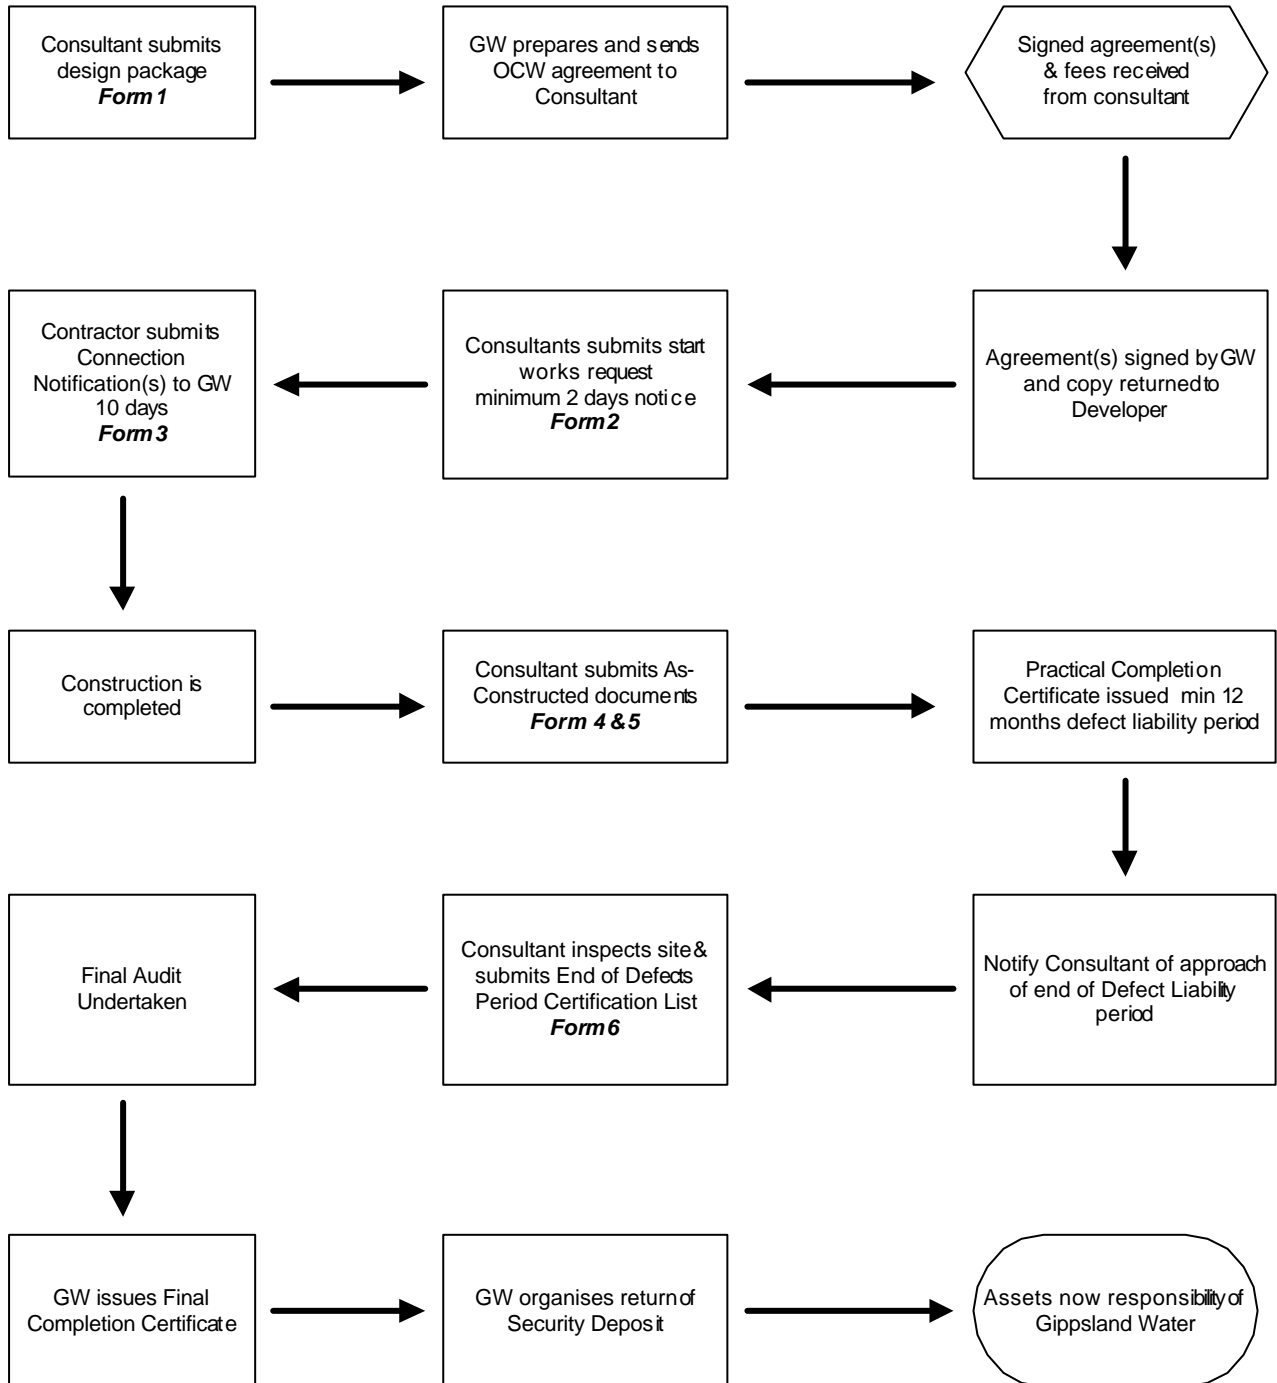 Consultant submits
design package
Form 1
GW prepares and sends
OCW agreement to
Consultant
Signed agreement(s)
& fees received
from consultant
Contractor submits
Connection
Notification(s) to GW
10 days
Form 3
Consultants submits start
works request
minimum 2 days notice
Form 2
Agreement(s) signed by GW
and copy returned to
Developer
Construction is
completed
Consultant submits As-
Constructed documents
Form 4 & 5
Practical Completion
Certificate issued min 12
months defect liability period
Final Audit
Undertaken
Consultant inspects site &
submits End of Defects
Period Certification List
Form 6
Notify Consultant of approach
of end of Defect Liability
period
GW issues Final
Completion Certificate
GW organises return of
Security Deposit
Assets now responsibility of
Gippsland Water